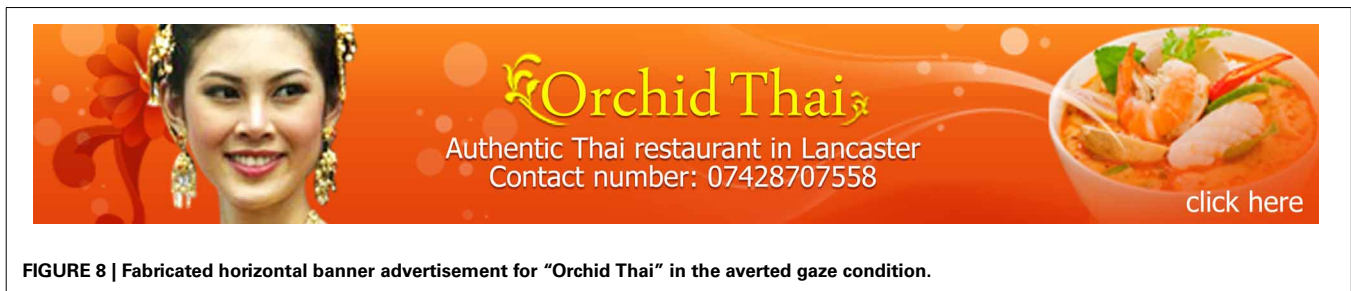 Orchid Thai
Authentic Thai restaurant in Lancaster
Contact number: 07428707558
click here
FIGURE 8 | Fabricated horizontal banner advertisement for “Orchid Thai” in the averted gaze condition.